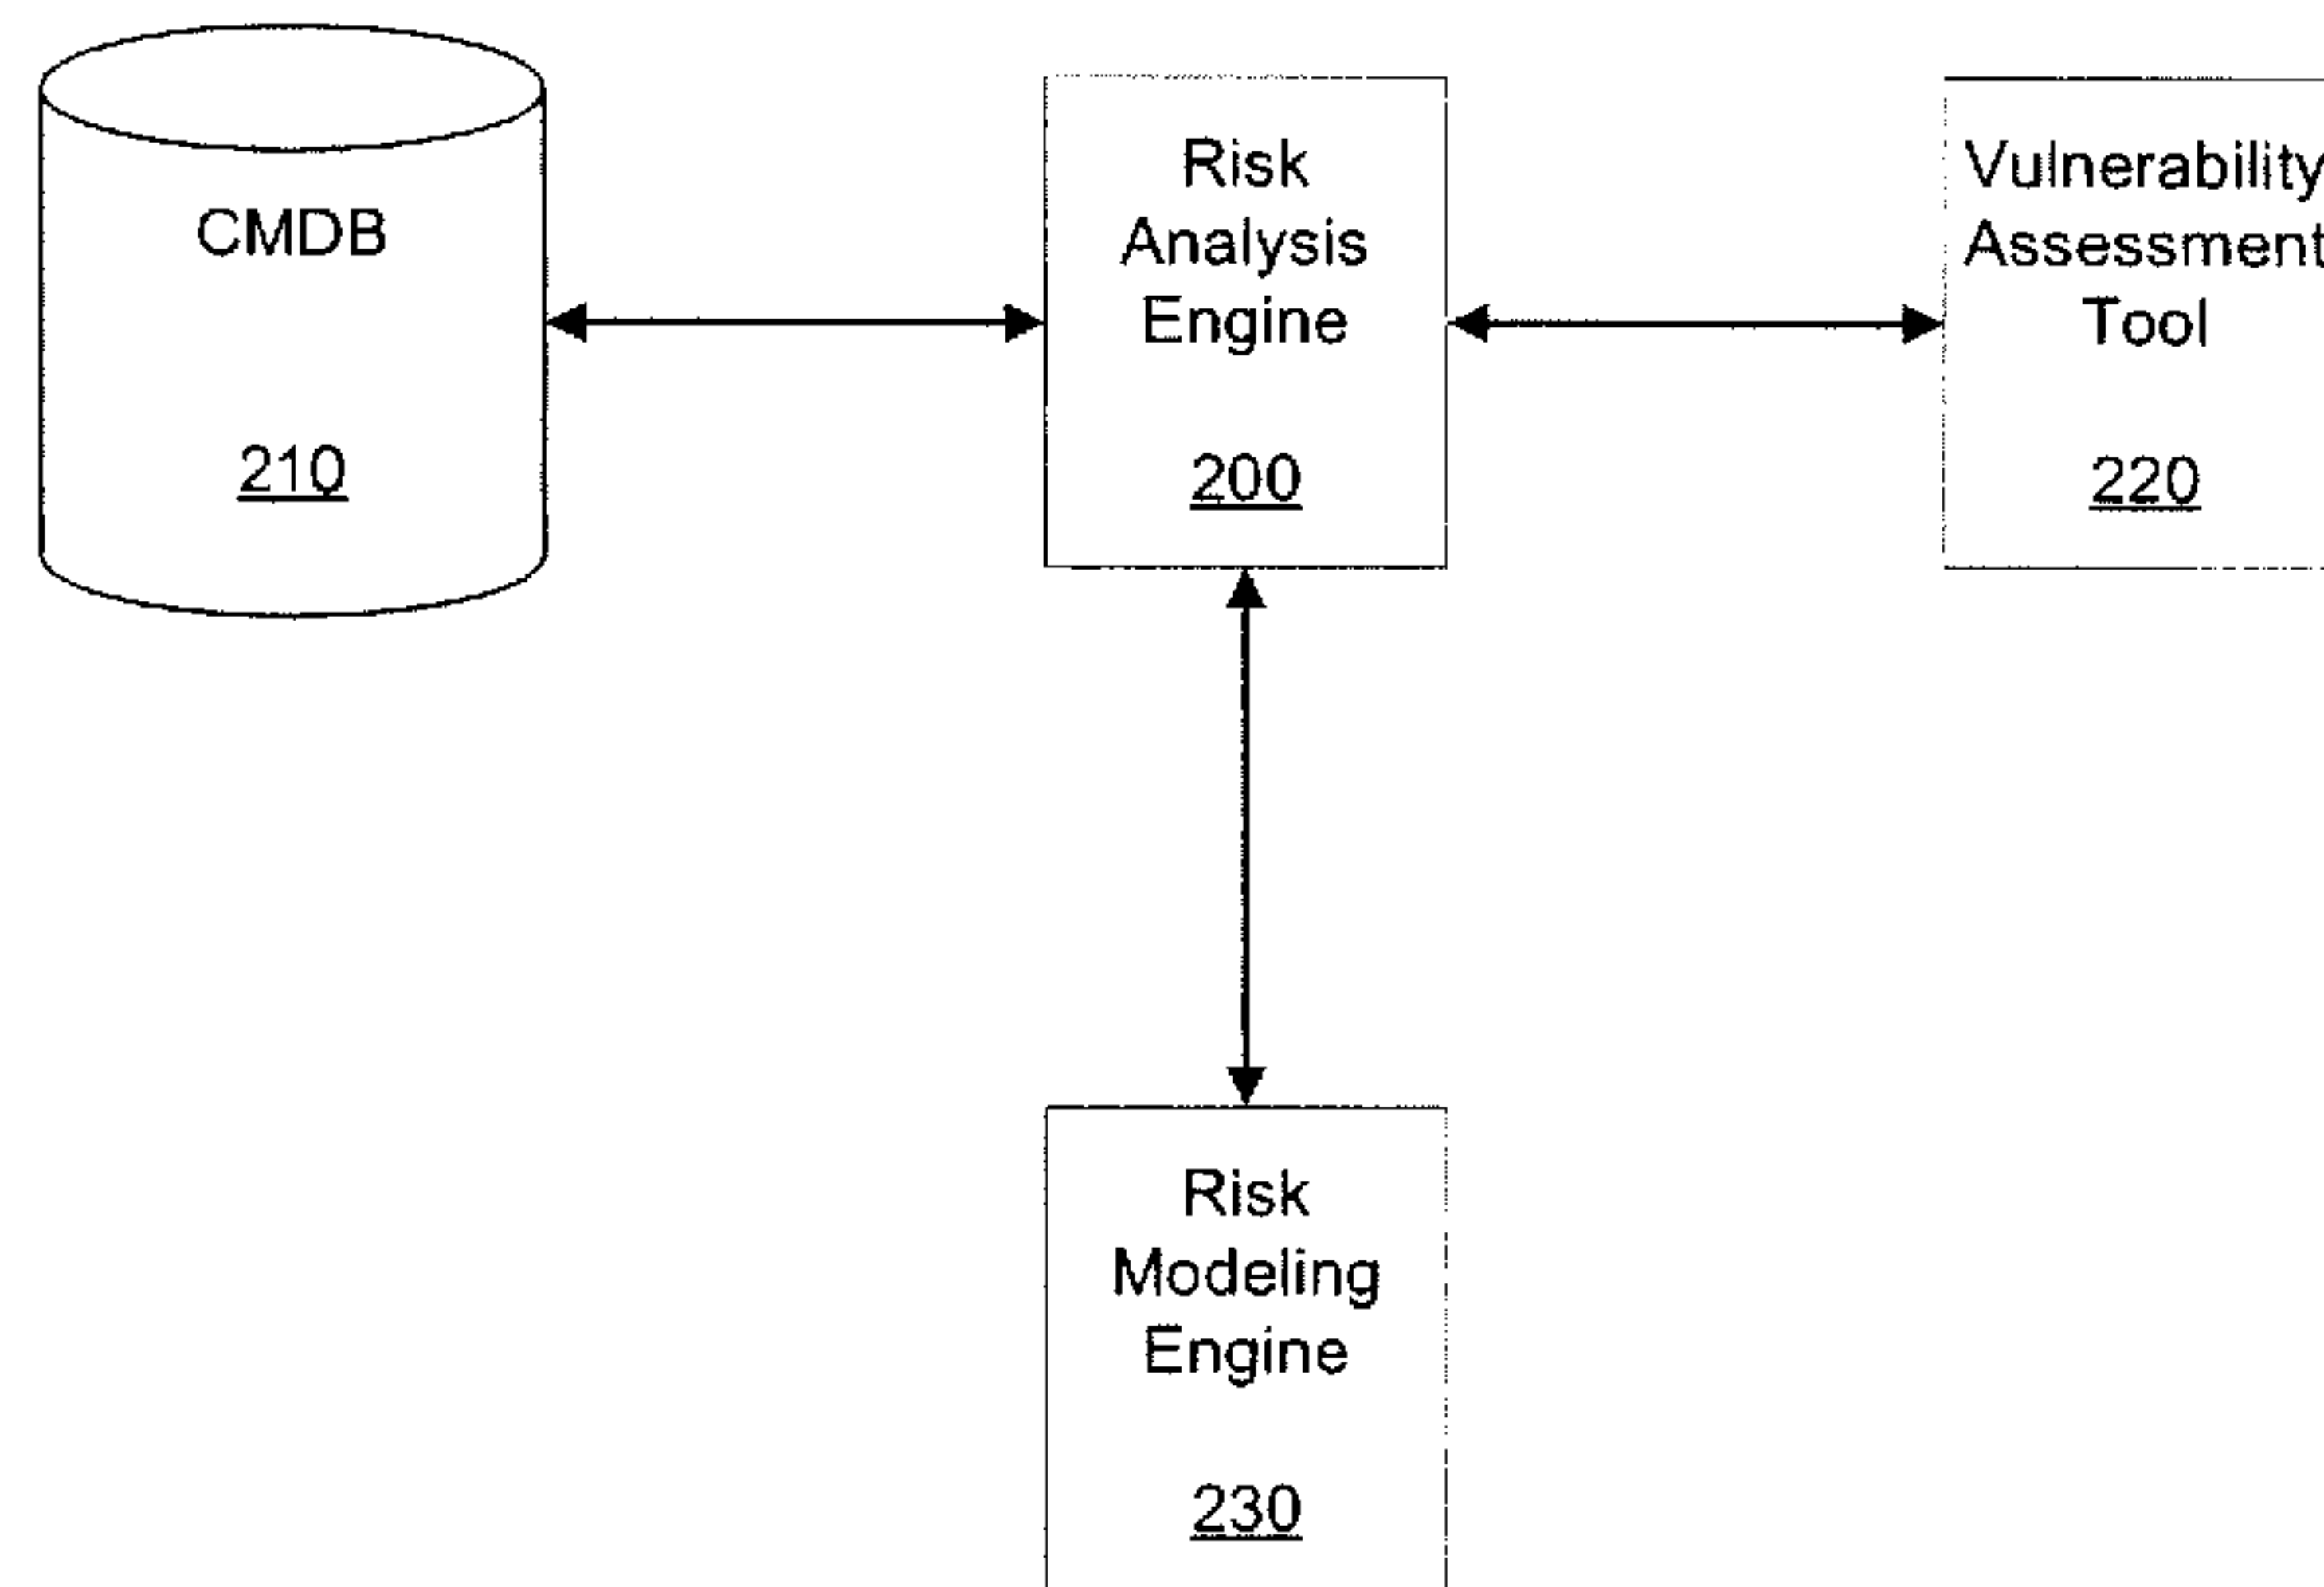 CMDB
210
Risk
Analysis
Engine
200
Vulnerability
Assessment
Tool
220
Risk
Modeling
Engine
230